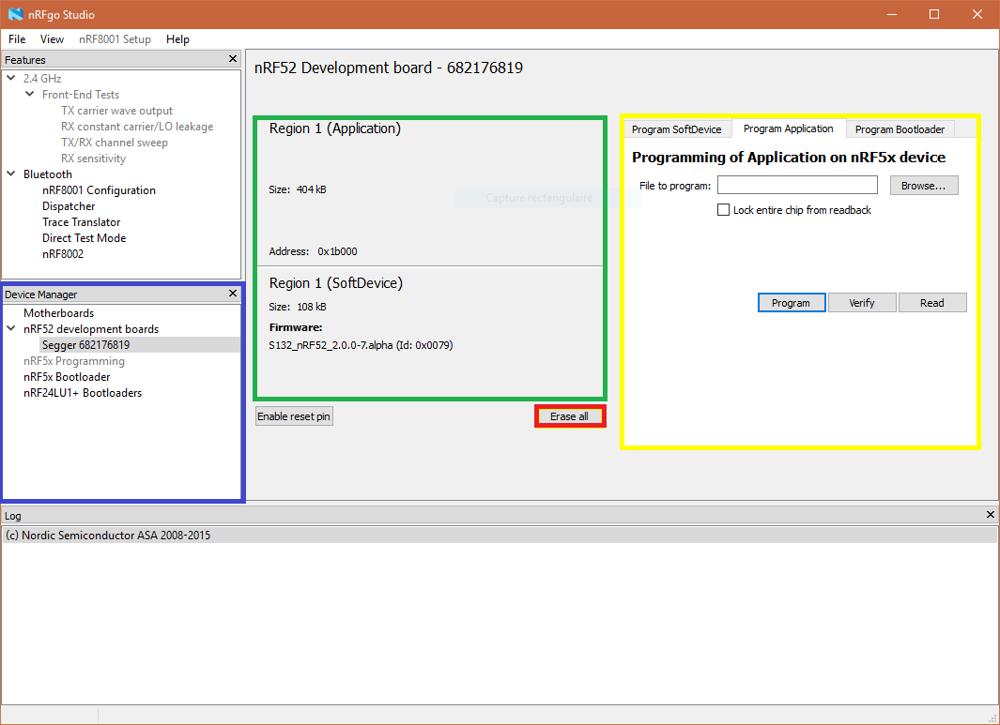 nRFgo Studio
File View nRF8001 Setup Help
Features
2.4 GHz
Front-End Tests
TX carrier wave output
RX constant carrier/LO leakage
TX/RX channel sweep
RX sensitivity
Bluetooth
nRF8001 Configuration
Dispatcher
Trace Translator
Direct Test Mode
nRF8002
Device Manager
Motherboards
nRF52 development boards
Segger 682176819
nRF5x Programming
nRF5x Bootloader
nRF24LU1+ Bootloaders
nRF52 Development board - 682176819
Region 1 (Application)
Size: 404 kB
Capture rectangulaire
Address: 0x1b000
Region 1 (SoftDevice)
Size: 108 kB
Firmware:
S132_nRF52_2.0.0-7.alpha (Id: 0x0079)
Enable reset pin
Erase all
Program SoftDevice Program Application Program Bootloader
Programming of Application on nRF5x device
File to program: Browse...
Lock entire chip from readback
Program Verify Read
Log
(c) Nordic Semiconductor ASA 2008-2015